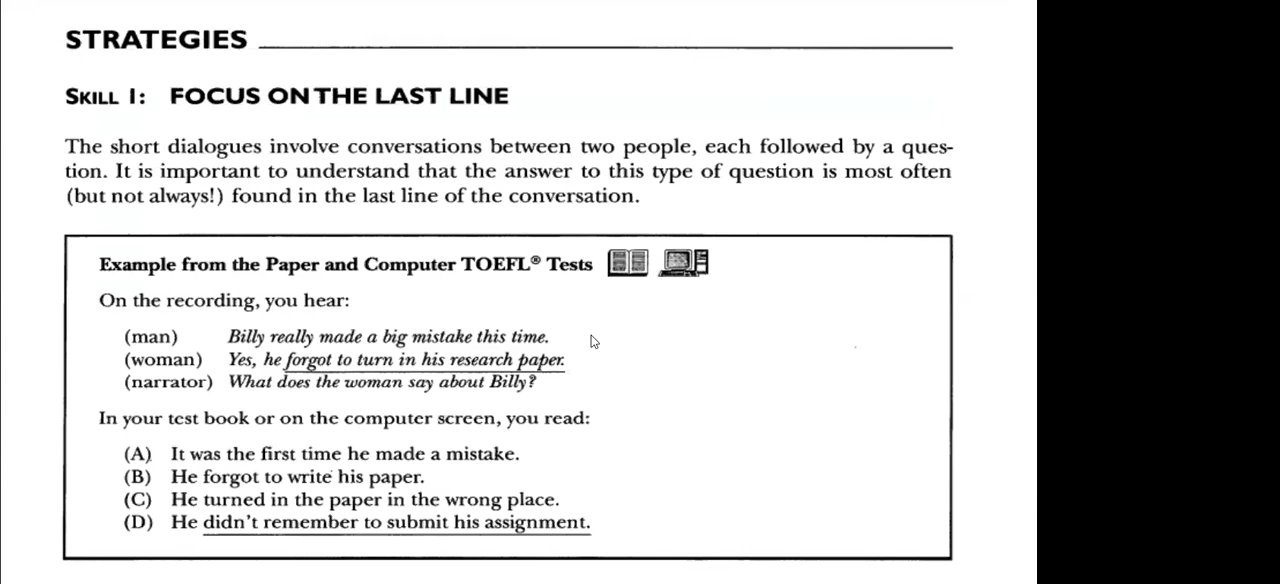 STRATEGIES
SKILL 1: FOCUS ON THE LAST LINE
The short dialogues involve conversations between two people, each followed by a ques-
tion. It is important to understand that the answer to this type of question is most often
(but not always!) found in the last line of the conversation.
Example from the Paper and Computer TOEFL® Tests
On the recording, you hear:
(man) Billy really made a big mistake this time.
(woman) Yes, he forgot to turn in his research paper.
(narrator) What does the woman say about Billy?
In your test book or on the computer screen, you read:
(A) It was the first time he made a mistake.
(B) He forgot to write his paper.
(C) He turned in the paper in the wrong place.
(D) He didn't remember to submit his assignment.